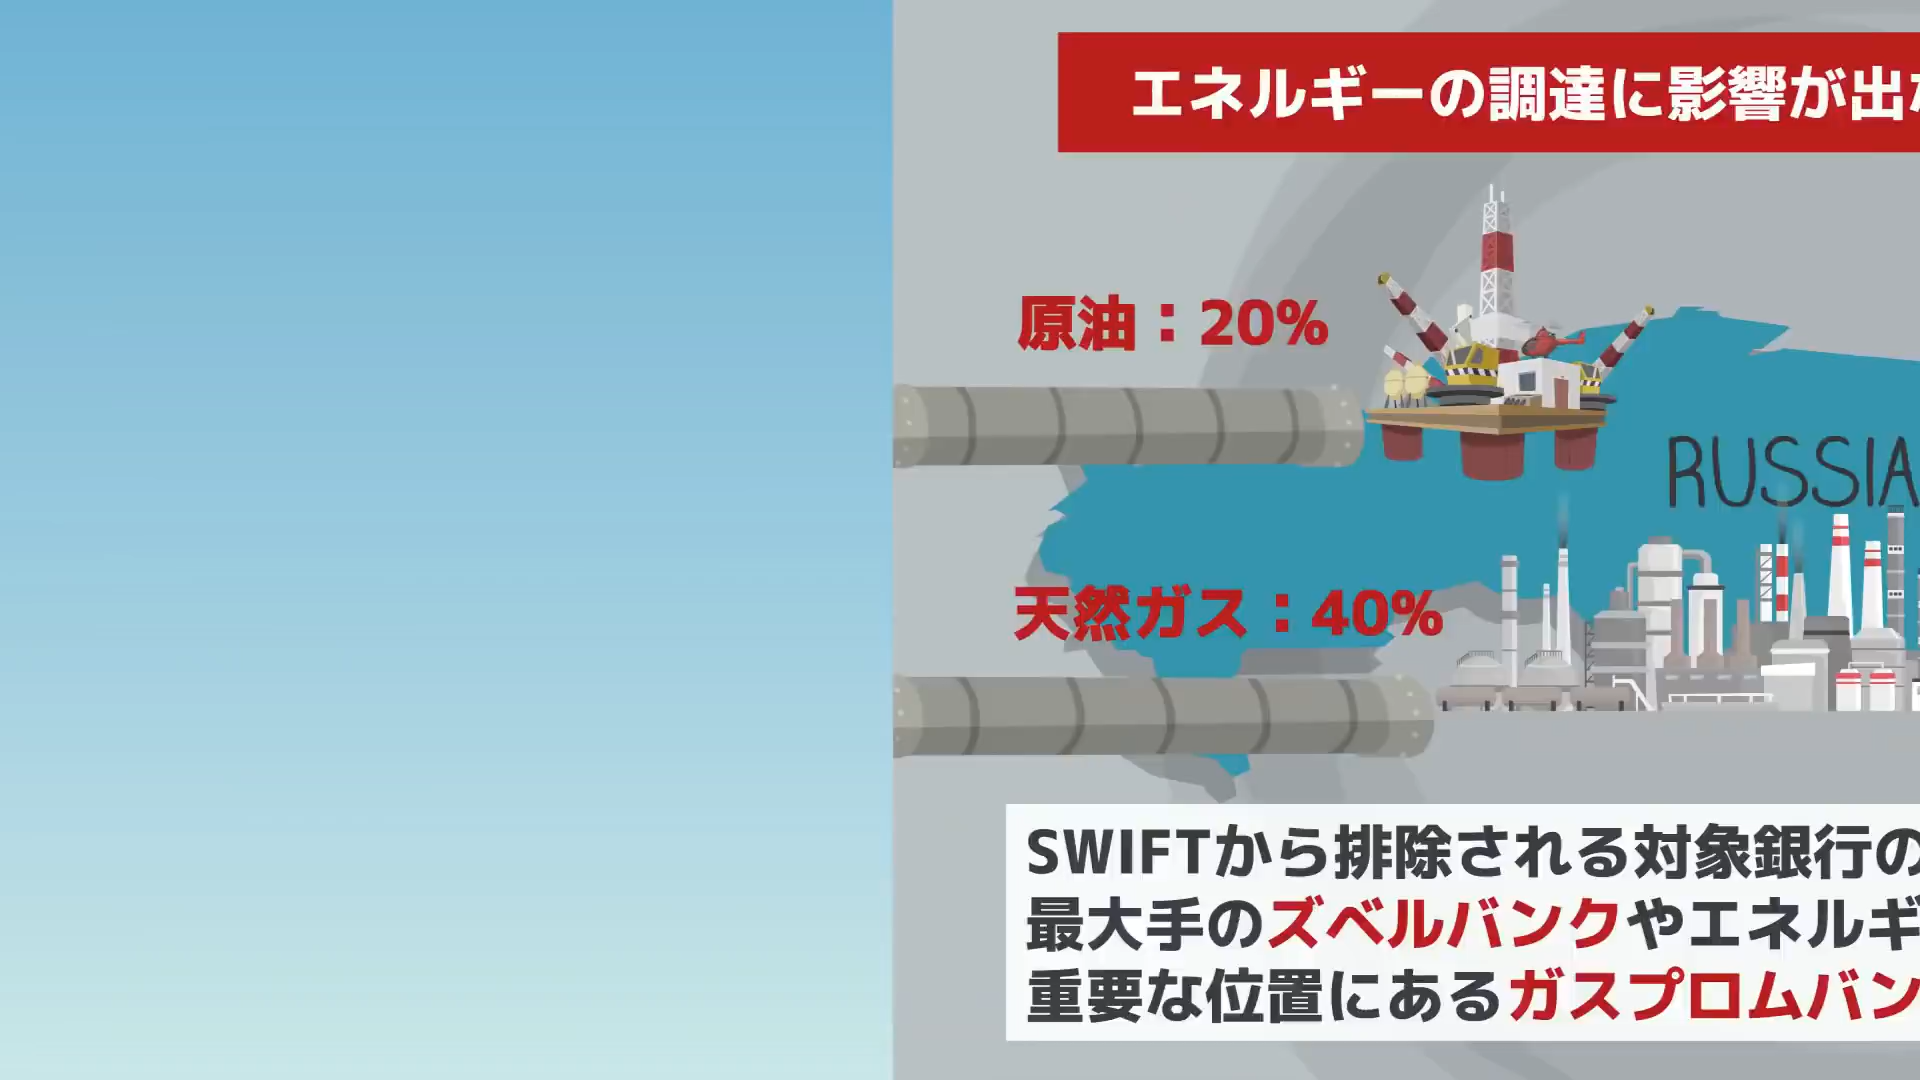 エネルギーの調達に影響が出
原油：20%
RUSSIA
天然ガス：40%
SWIFTから排除される対象銀行の
最大手のズベルバンクやエネルギ
重要な位置にあるガスプロムバン